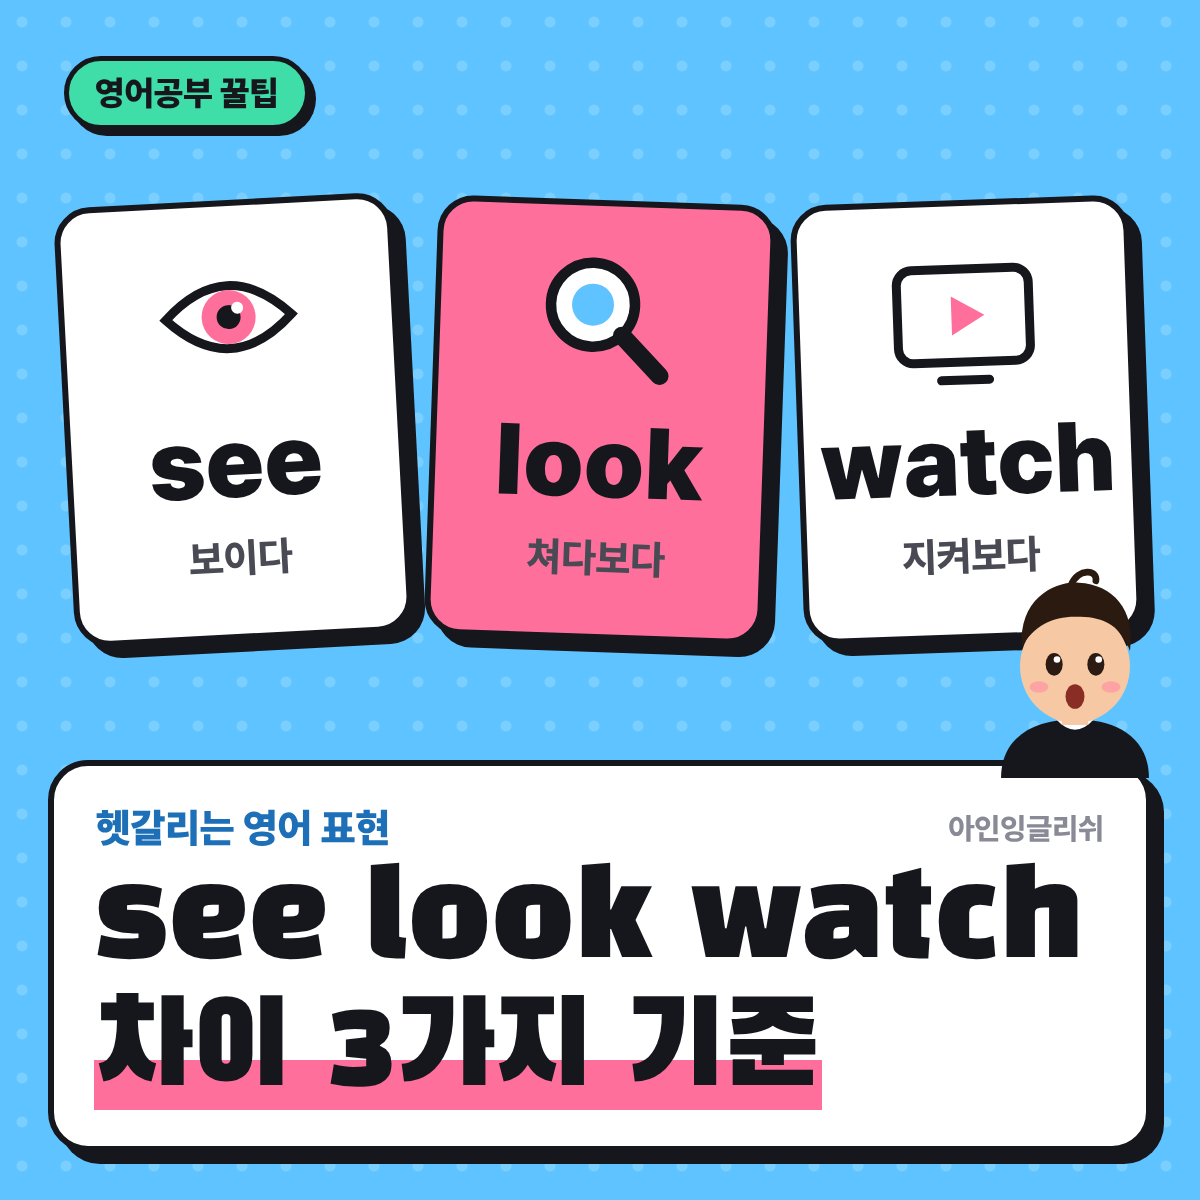 영어공부 꿀팁
see
보이다
look
쳐다보다
watch
지켜보다
헷갈리는 영어 표현
아인잉글리쉬
see look watch
차이 3가지 기준